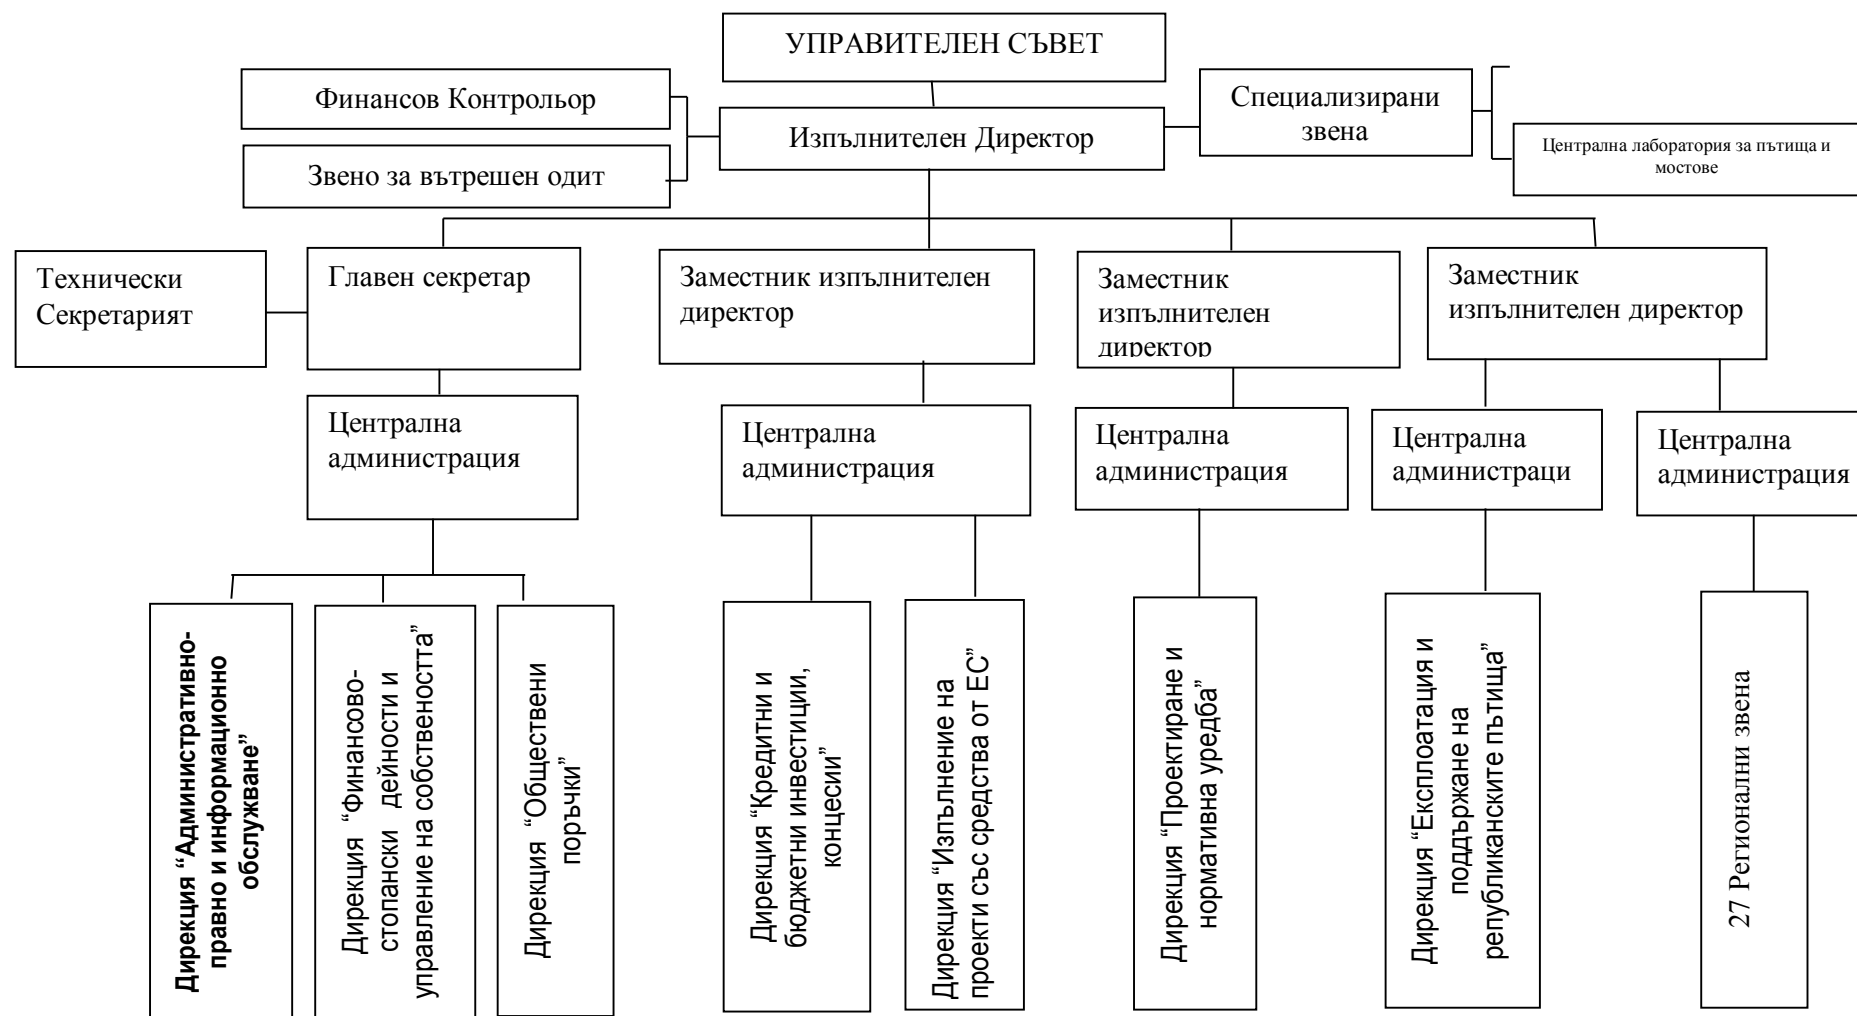 УПРАВИТЕЛЕН СЪВЕТ
Финансов Контрольор
Специализирани
звена
Изпълнителен Директор
Централна лаборатория за пътища и
мостове
Звено за вътрешен одит
Технически
Секретарият
Главен секретар
Заместник изпълнителен
директор
Заместник
изпълнителен
директор
Заместник
изпълнителен директор
Централна
администрация
Централна
администрация
Централна
администрация
Централна
администраци
Централна
администрация
Дирекция “Административно-
правно и информационно
обслужване”
Дирекция “Финансово-
стопански дейности и
управление на собствеността”
Дирекция “Обществени
поръчки”
Дирекция “Кредитни и
бюджетни инвестиции,
концесии”
Дирекция “Изпълнение на
проекти със средства от ЕС”
Дирекция “Проектиране и
нормативна уредба”
Дирекция “Експлоатация и
поддържане на
републиканските пътища”
27 Регионални звена